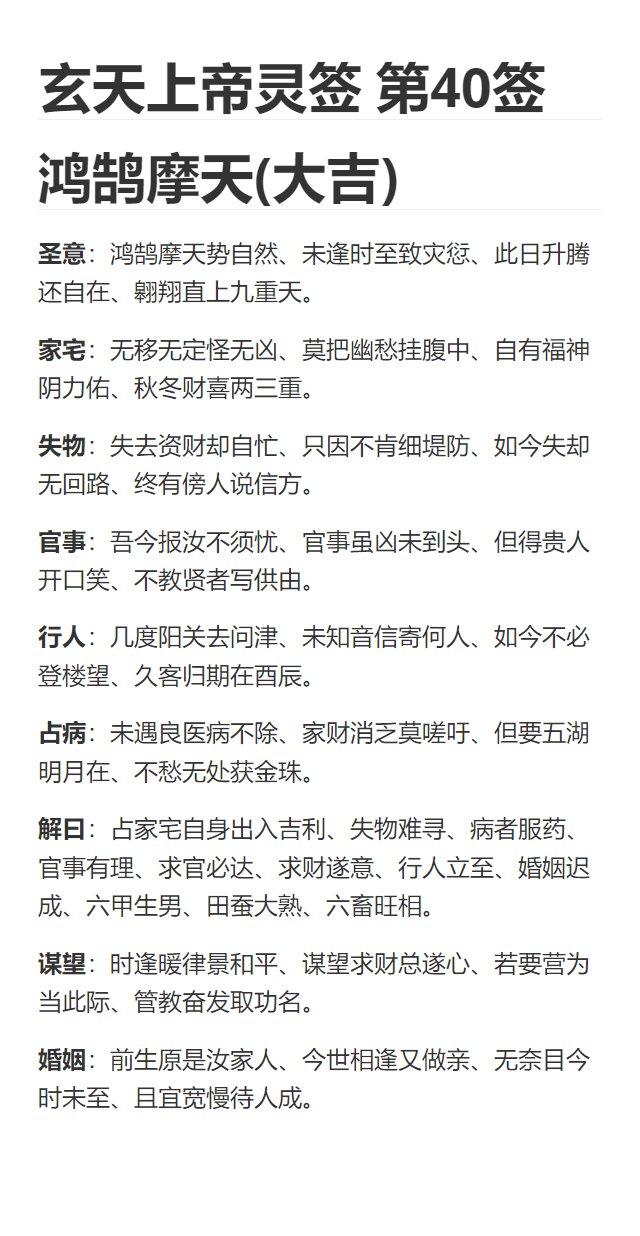 玄天上帝灵签 第40签
鸿鹄摩天(大吉)
圣意：鸿鹄摩天势自然、未逢时至致灾愆、此日升腾
还自在、翱翔直上九重天。
家宅：无移无定怪无凶、莫把幽愁挂腹中、自有福神
阴力佑、秋冬财喜两三重。
失物：失去资财却自忙、只因不肯细堤防、如今失却
无回路、终有傍人说信方。
官事：吾今报汝不须忧、官事虽凶未到头、但得贵人
开口笑、不教贤者写供由。
行人：几度阳关去问津、未知音信寄何人、如今不必
登楼望、久客归期在酉辰。
占病：未遇良医病不除、家财消乏莫嗟吁、但要五湖
明月在、不愁无处获金珠。
解曰：占家宅自身出入吉利、失物难寻、病者服药、
官事有理、求官必达、求财遂意、行人立至、婚姻迟
成、六甲生男、田蚕大熟、六畜旺相。
谋望：时逢暖律景和平、谋望求财总遂心、若要营为
当此际、管教奋发取功名。
婚姻：前生原是汝家人、今世相逢又做亲、无奈目今
时未至、且宜宽慢待人成。